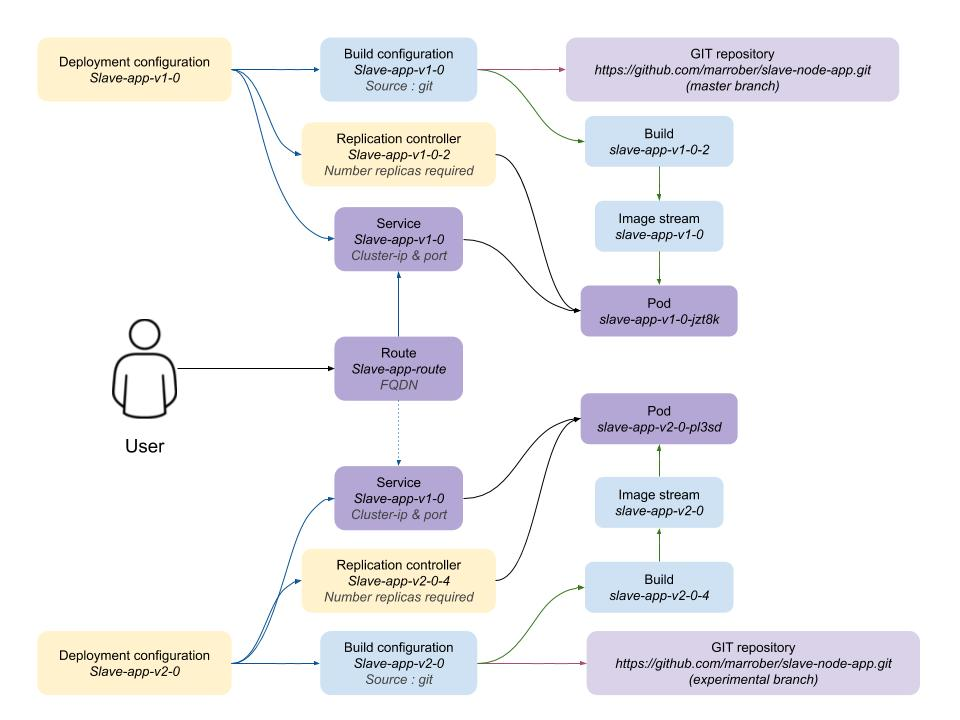 Deployment configuration
Slave-app-v1-0
Build configuration
Slave-app-v1-0
Source : git
GIT repository
https://github.com/marrober/slave-node-app.git
(master branch)
Replication controller
Slave-app-v1-0-2
Number replicas required
Build
slave-app-v1-0-2
Service
Slave-app-v1-0
Cluster-ip & port
Image stream
slave-app-v1-0
Pod
slave-app-v1-0-jzt8k
Route
Slave-app-route
FQDN
User
Pod
slave-app-v2-0-pl3sd
Service
Slave-app-v1-0
Cluster-ip & port
Image stream
slave-app-v2-0
Replication controller
Slave-app-v2-0-4
Number replicas required
Build
slave-app-v2-0-4
Deployment configuration
Slave-app-v2-0
Build configuration
Slave-app-v2-0
Source : git
GIT repository
https://github.com/marrober/slave-node-app.git
(experimental branch)